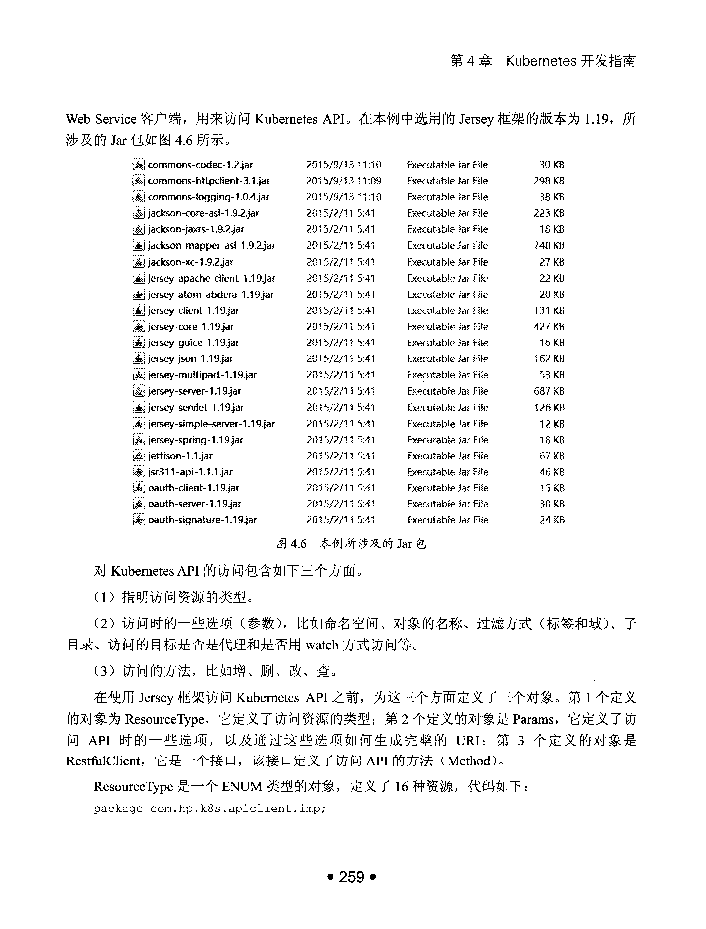 第 4 章 Kubernetes 开发指南
Web Service 客户端，用来访问 Kubernetes API。在本例中选用的 Jersey 框架的版本为 1.19，所
涉及的 Jar 包如图 4.6 所示。
commons-codec-1.2.jar 2015/9/13 11:10 Executable Jar File 30 KB
commons-httpclient-3.1.jar 2015/9/13 11:09 Executable Jar File 298 KB
commons-logging-1.0.4.jar 2015/9/13 11:10 Executable Jar File 38 KB
jackson-core-asl-1.9.2.jar 2015/2/11 5:41 Executable Jar File 223 KB
jackson-jaxrs-1.9.2.jar 2015/2/11 5:41 Executable Jar File 18 KB
jackson-mapper-asl-1.9.2.jar 2015/2/11 5:41 Executable Jar File 748 KB
jackson-xc-1.9.2.jar 2015/2/11 5:41 Executable Jar File 27 KB
jersey-apache-client-1.19.jar 2015/2/11 5:41 Executable Jar File 22 KB
jersey-atom-abdera-1.19.jar 2015/2/11 5:41 Executable Jar File 20 KB
jersey-client-1.19.jar 2015/2/11 5:41 Executable Jar File 131 KB
jersey-core-1.19.jar 2015/2/11 5:41 Executable Jar File 427 KB
jersey-guice-1.19.jar 2015/2/11 5:41 Executable Jar File 16 KB
jersey-json-1.19.jar 2015/2/11 5:41 Executable Jar File 162 KB
jersey-multipart-1.19.jar 2015/2/11 5:41 Executable Jar File 53 KB
jersey-server-1.19.jar 2015/2/11 5:41 Executable Jar File 687 KB
jersey-servlet-1.19.jar 2015/2/11 5:41 Executable Jar File 126 KB
jersey-simple-server-1.19.jar 2015/2/11 5:41 Executable Jar File 12 KB
jersey-spring-1.19.jar 2015/2/11 5:41 Executable Jar File 18 KB
jettison-1.1.jar 2015/2/11 5:41 Executable Jar File 67 KB
jsr311-api-1.1.1.jar 2015/2/11 5:41 Executable Jar File 46 KB
oauth-client-1.19.jar 2015/2/11 5:41 Executable Jar File 15 KB
oauth-server-1.19.jar 2015/2/11 5:41 Executable Jar File 30 KB
oauth-signature-1.19.jar 2015/2/11 5:41 Executable Jar File 24 KB
图 4.6 本例所涉及的 Jar 包
对 Kubernetes API 的访问包含如下三个方面。
（1）指明访问资源的类型。
（2）访问时的一些选项（参数），比如命名空间、对象的名称、过滤方式（标签和域）、子
目录、访问的目标是否是代理和是否用 watch 方式访问等。
（3）访问的方法，比如增、删、改、查。
在使用 Jersey 框架访问 Kubernetes API 之前，为这三个方面定义了三个对象。第 1 个定义
的对象为 ResourceType，它定义了访问资源的类型；第 2 个定义的对象是 Params，它定义了访
问 API 时的一些选项，以及通过这些选项如何生成完整的 URL；第 3 个定义的对象是
RestfulClient，它是一个接口，该接口定义了访问 API 的方法（Method）。
ResourceType 是一个 ENUM 类型的对象，定义了 16 种资源，代码如下：
package com.hp.k8s.apiclient.imp;
• 259 •